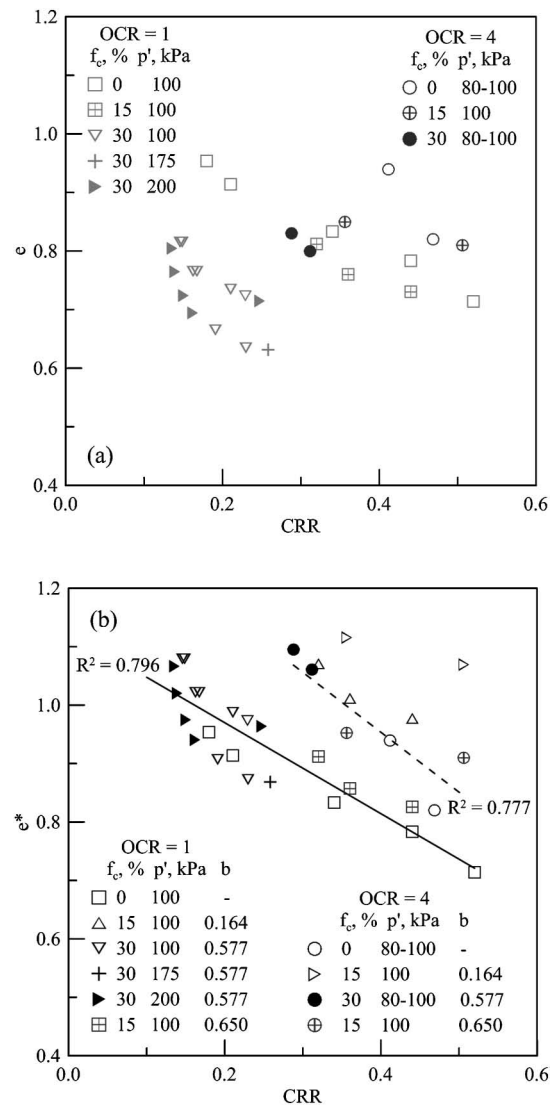 1.2
OCR = 1
OCR = 4
f_c, % p', kPa
f_c, % p', kPa
0 100
0 80-100
15 100
15 100
30 100
30 80-100
30 175
30 200
1.0
e
0.8
0.6
(a)
0.4
0.0 0.2 0.4 0.6
CRR
1.2
(b)
R² = 0.796
1.0
e*
0.8
R² = 0.777
OCR = 1
f_c, % p', kPa b
0 100 -
15 100 0.164
30 100 0.577
30 175 0.577
30 200 0.577
15 100 0.650
OCR = 4
f_c, % p', kPa b
0 80-100 -
15 100 0.164
30 80-100 0.577
15 100 0.650
0.6
0.4
0.0 0.2 0.4 0.6
CRR